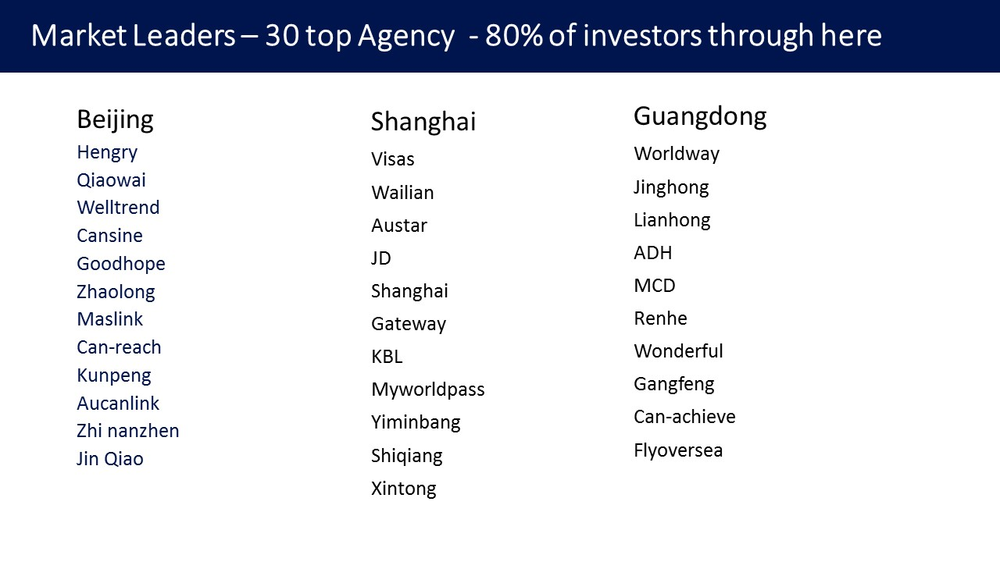 Market Leaders – 30 top Agency  - 80% of investors through here
Beijing
Hengry
Qiaowai
Welltrend
Cansine
Goodhope
Zhaolong
Maslink
Can-reach
Kunpeng
Aucanlink
Zhi nanzhen
Jin Qiao
Shanghai
Visas
Wailian
Austar
JD
Shanghai
Gateway
KBL
Myworldpass
Yiminbang
Shiqiang
Xintong
Guangdong
Worldway
Jinghong
Lianhong
ADH
MCD
Renhe
Wonderful
Gangfeng
Can-achieve
Flyoversea